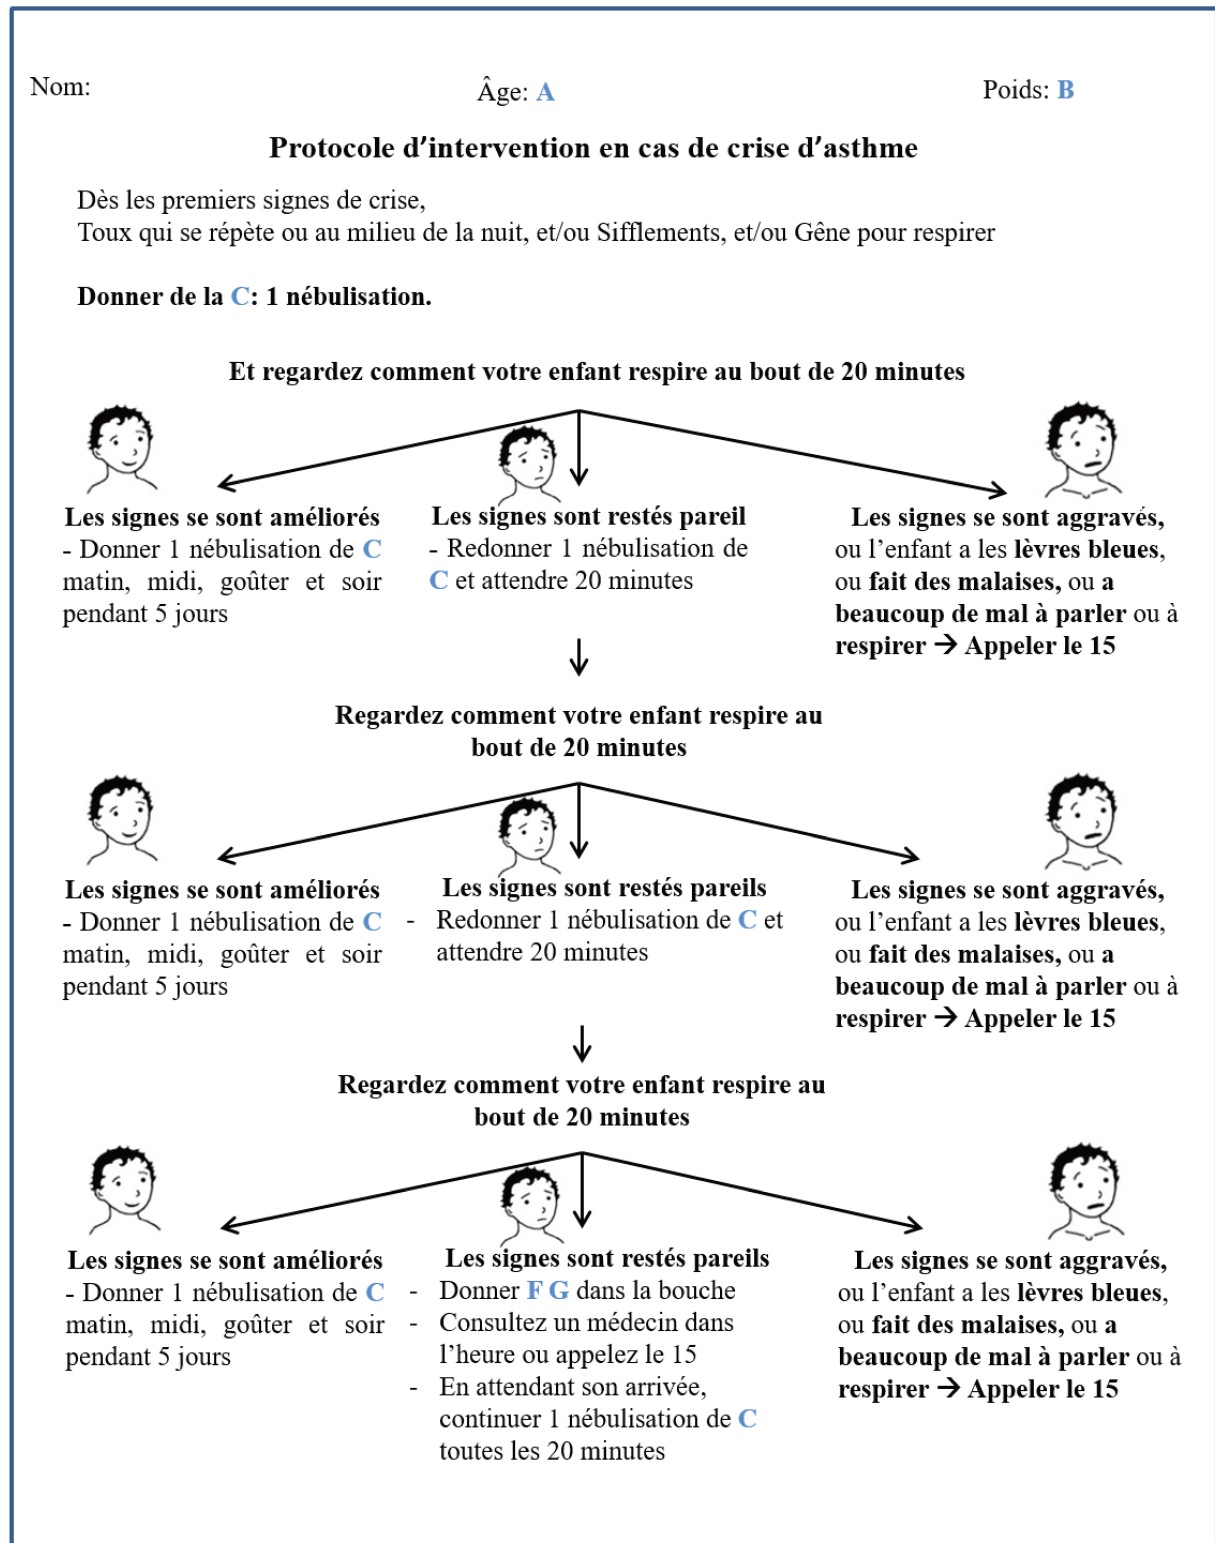 Nom:
Âge: A
Poids: B
Protocole d'intervention en cas de crise d'asthme
Dès les premiers signes de crise,
Toux qui se répète ou au milieu de la nuit, et/ou Sifflements, et/ou Gêne pour respirer
Donner de la C: 1 nébulisation.
Et regardez comment votre enfant respire au bout de 20 minutes
Les signes se sont améliorés
- Donner 1 nébulisation de C
matin, midi, goûter et soir
pendant 5 jours
Les signes sont restés pareil
- Redonner 1 nébulisation de
C et attendre 20 minutes
Les signes se sont aggravés,
ou l'enfant a les lèvres bleues,
ou fait des malaises, ou a
beaucoup de mal à parler ou à
respirer → Appeler le 15
Regardez comment votre enfant respire au
bout de 20 minutes
Les signes se sont améliorés
- Donner 1 nébulisation de C
matin, midi, goûter et soir
pendant 5 jours
Les signes sont restés pareils
- Redonner 1 nébulisation de C et
attendre 20 minutes
Les signes se sont aggravés,
ou l'enfant a les lèvres bleues,
ou fait des malaises, ou a
beaucoup de mal à parler ou à
respirer → Appeler le 15
Regardez comment votre enfant respire au
bout de 20 minutes
Les signes se sont améliorés
- Donner 1 nébulisation de C
matin, midi, goûter et soir
pendant 5 jours
Les signes sont restés pareils
- Donner F G dans la bouche
- Consultez un médecin dans
l'heure ou appelez le 15
- En attendant son arrivée,
continuer 1 nébulisation de C
toutes les 20 minutes
Les signes se sont aggravés,
ou l'enfant a les lèvres bleues,
ou fait des malaises, ou a
beaucoup de mal à parler ou à
respirer → Appeler le 15